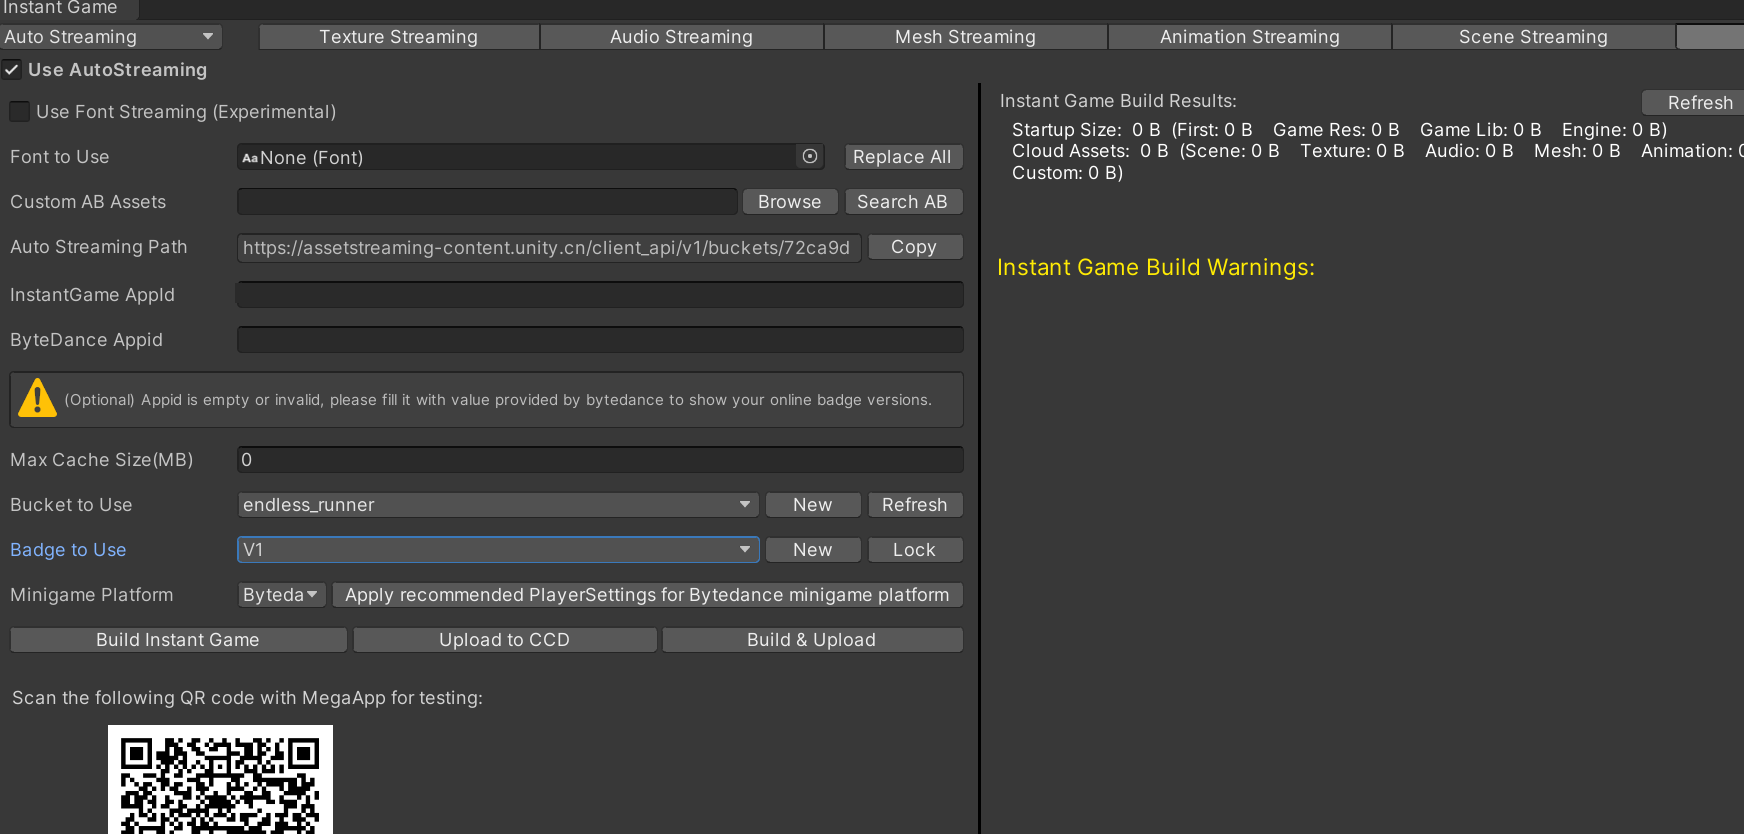 Instant Game
Auto Streaming
Texture Streaming
Audio Streaming
Mesh Streaming
Animation Streaming
Scene Streaming
Use AutoStreaming
Use Font Streaming (Experimental)
Font to Use
Aa None (Font)
Replace All
Custom AB Assets
Browse
Search AB
Auto Streaming Path
https://assetstreaming-content.unity.cn/client_api/v1/buckets/72ca9d
Copy
InstantGame AppId
ByteDance Appid
(Optional) Appid is empty or invalid, please fill it with value provided by bytedance to show your online badge versions.
Max Cache Size(MB)
0
Bucket to Use
endless_runner
New
Refresh
Badge to Use
V1
New
Lock
Minigame Platform
Byteda
Apply recommended PlayerSettings for Bytedance minigame platform
Build Instant Game
Upload to CCD
Build & Upload
Scan the following QR code with MegaApp for testing:
Instant Game Build Results:
Refresh
Startup Size: 0 B (First: 0 B Game Res: 0 B Game Lib: 0 B Engine: 0 B)
Cloud Assets: 0 B (Scene: 0 B Texture: 0 B Audio: 0 B Mesh: 0 B Animation: 0
Custom: 0 B)
Instant Game Build Warnings: